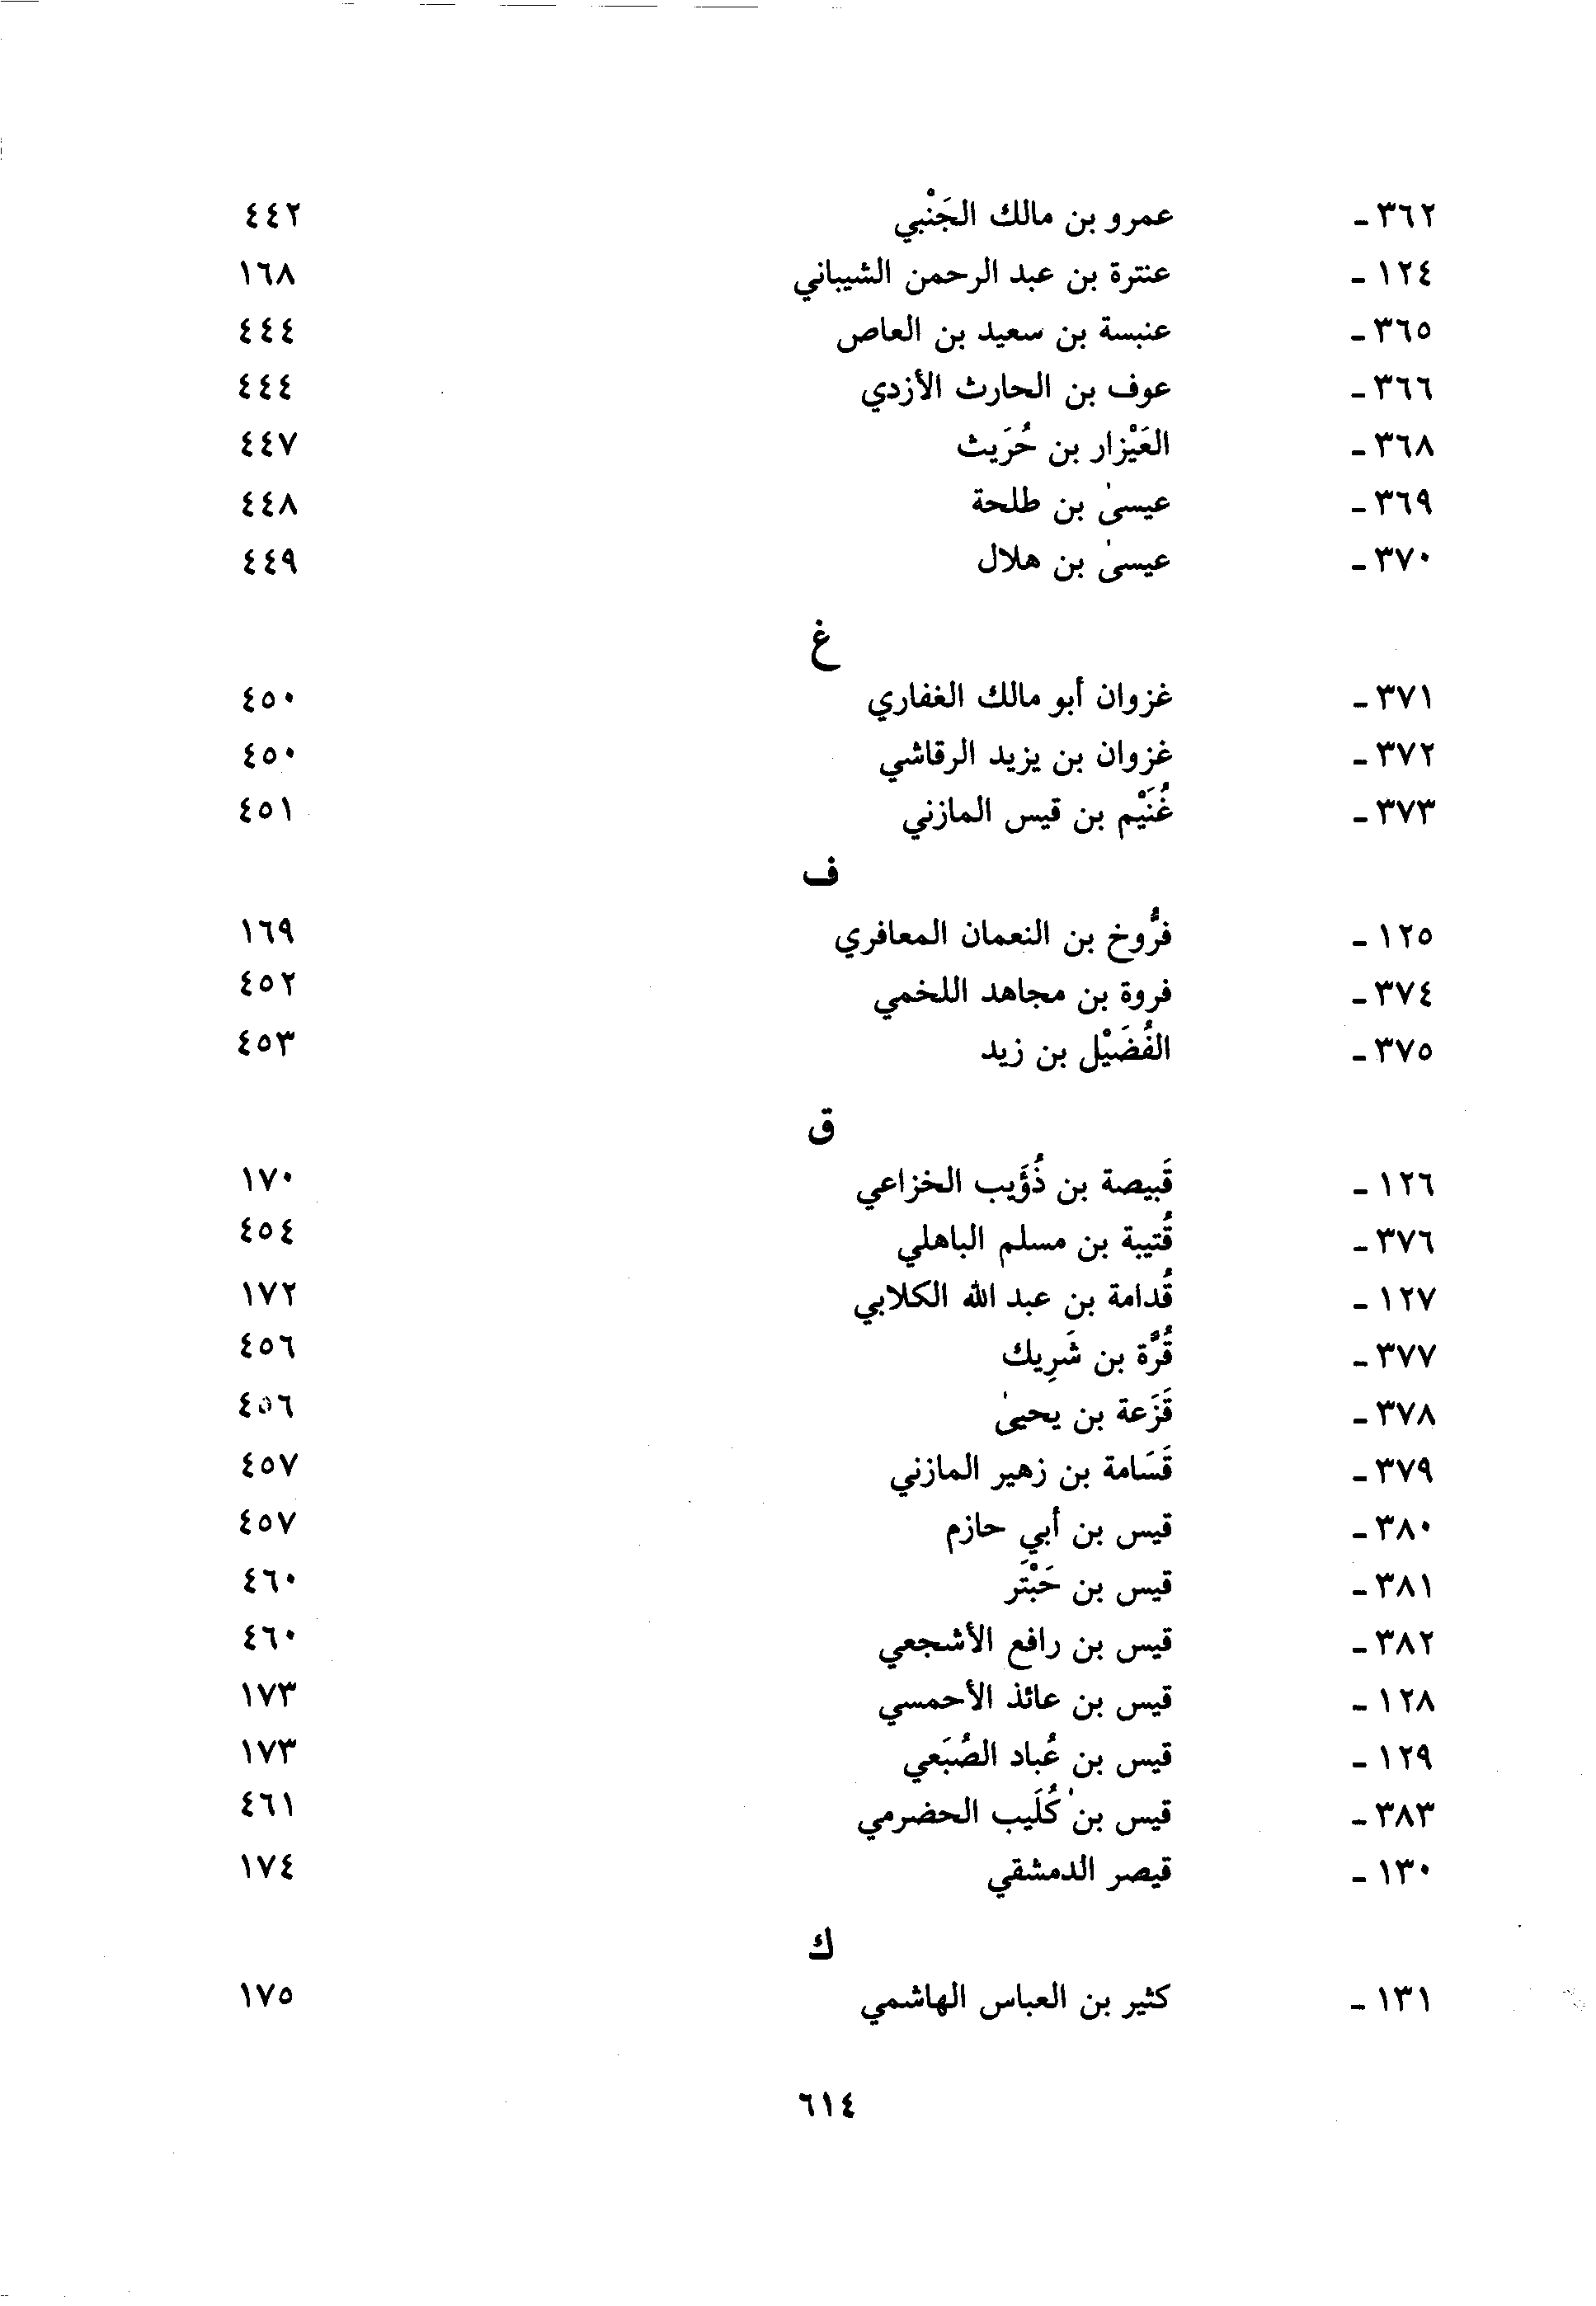 ٣٦٢ - عمرو بن مالك الجَنْبي ٤٤٢
١٢٤ - عنترة بن عبد الرحمن الشيباني ١٦٨
٣٦٥ - عنبسة بن سعيد بن العاص ٤٤٤
٣٦٦ - عوف بن الحارث الأزدي ٤٤٤
٣٦٨ - العَيْزار بن حُرَيث ٤٤٧
٣٦٩ - عيسىٰ بن طلحة ٤٤٨
٣٧٠ - عيسىٰ بن هلال ٤٤٩
غ
٣٧١ - غزوان أبو مالك الغفاري ٤٥٠
٣٧٢ - غزوان بن يزيد الرقاشي ٤٥٠
٣٧٣ - غُنَيْم بن قيس المازني ٤٥١
ف
١٢٥ - فرُّوخ بن النعمان المعافري ١٦٩
٣٧٤ - فروة بن مجاهد اللخمي ٤٥٢
٣٧٥ - الفُضَيْل بن زيد ٤٥٣
ق
١٢٦ - قَبيصة بن ذُؤَيب الخزاعي ١٧٠
٣٧٦ - قُتيبة بن مسلم الباهلي ٤٥٤
١٢٧ - قُدامة بن عبد الله الكلابي ١٧٢
٣٧٧ - قُرَّة بن شَرِيك ٤٥٦
٣٧٨ - قَزَعة بن يحيىٰ ٤٥٦
٣٧٩ - قَسَامة بن زهير المازني ٤٥٧
٣٨٠ - قيس بن أبي حازم ٤٥٧
٣٨١ - قيس بن حَبْتَر ٤٦٠
٣٨٢ - قيس بن رافع الأشجعي ٤٦٠
١٢٨ - قيس بن عائذ الأحمسي ١٧٣
١٢٩ - قيس بن عُباد الضُبَعي ١٧٣
٣٨٣ - قيس بن كُلَيب الحضرمي ٤٦١
١٣٠ - قيصر الدمشقي ١٧٤
ك
١٣١ - كثير بن العباس الهاشمي ١٧٥
٦١٤